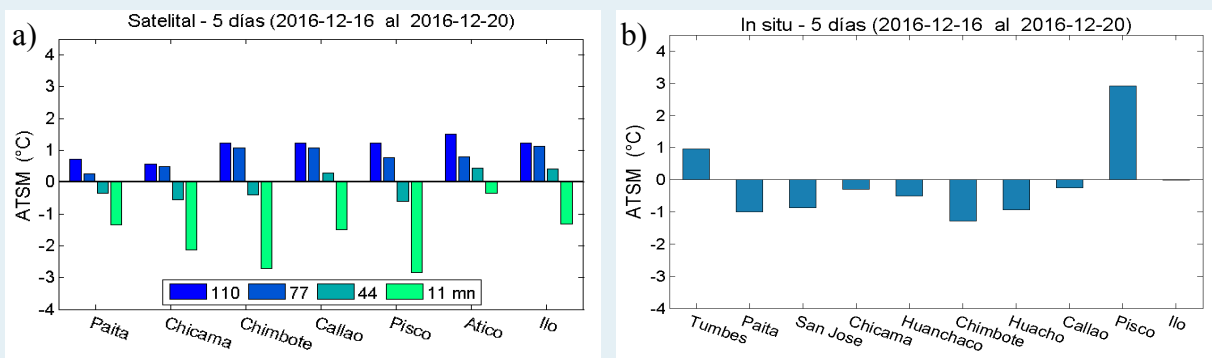 a)
Satelital - 5 días (2016-12-16 al 2016-12-20)
ATSM (°C)
4
3
2
1
0
-1
-2
-3
-4
110 77 44 11 mn
Paita Chicama Chimbote Callao Pisco Atico Ilo
b)
In situ - 5 días (2016-12-16 al 2016-12-20)
ATSM (°C)
4
3
2
1
0
-1
-2
-3
-4
Tumbes Paita San Jose Chicama Huanchaco Chimbote Huacho Callao Pisco Ilo